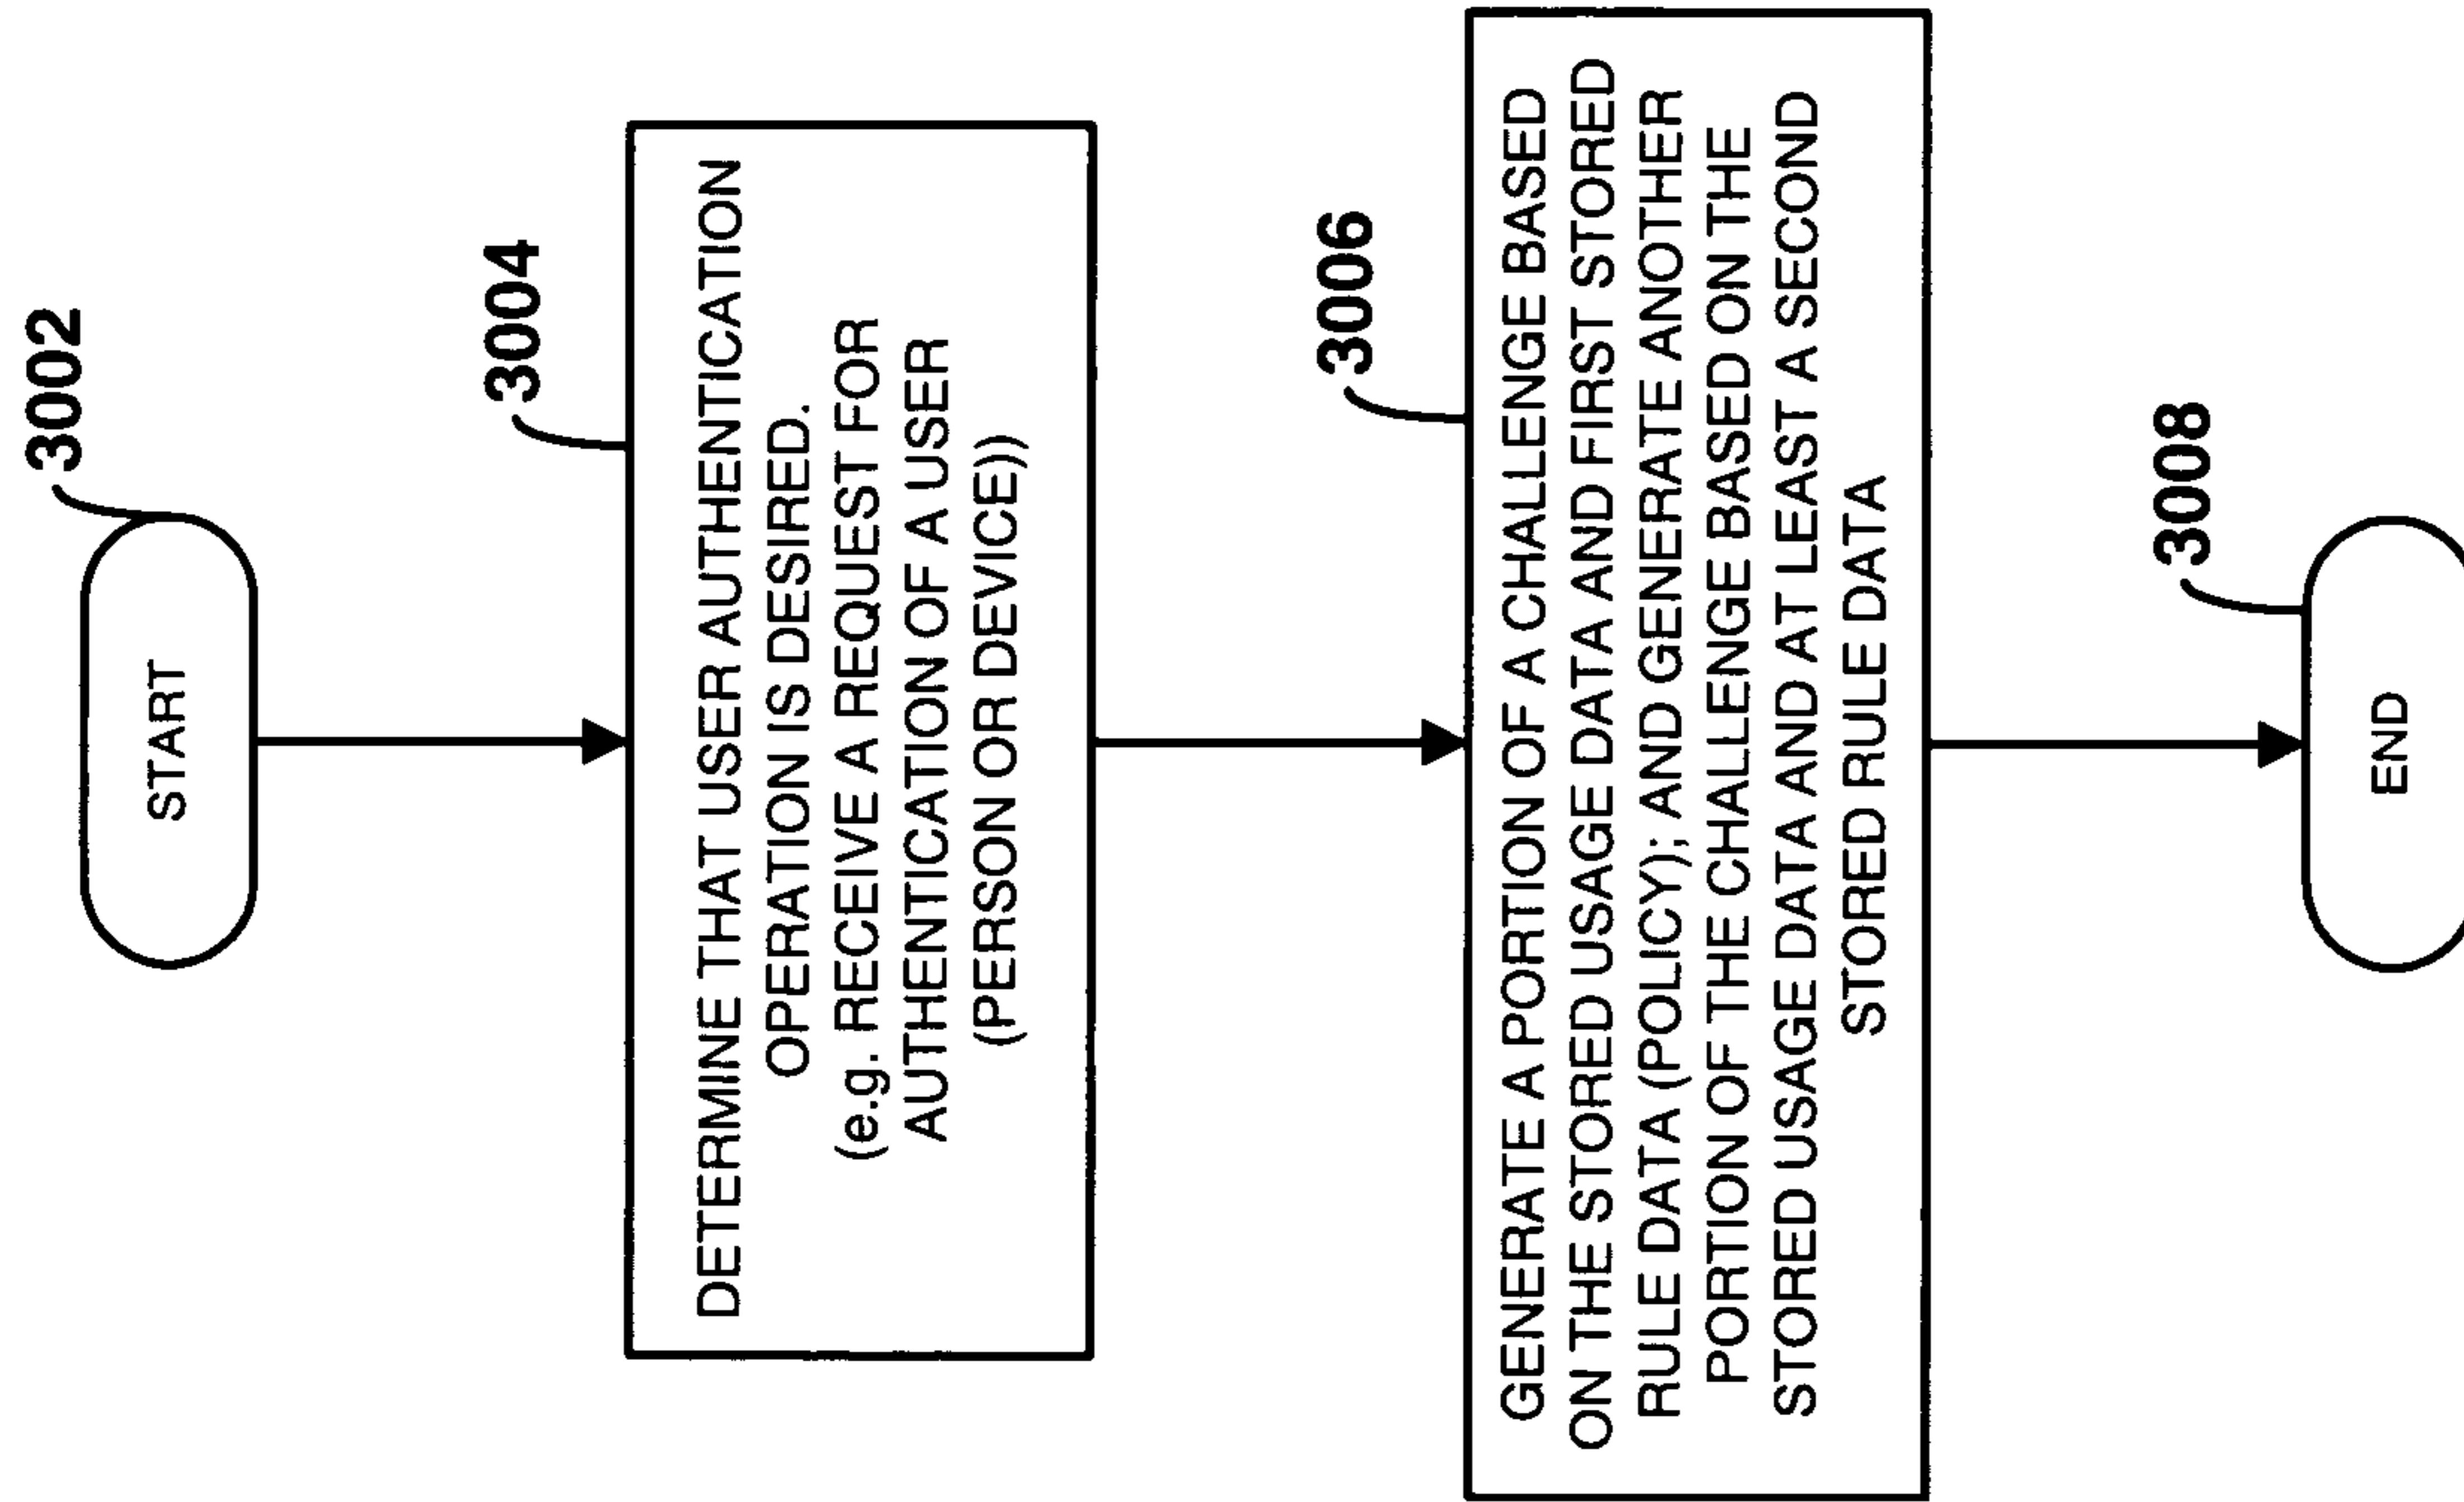 3002
START
3004
DETERMINE THAT USER AUTHENTICATION
OPERATION IS DESIRED.
(e.g. RECEIVE A REQUEST FOR
AUTHENTICATION OF A USER
(PERSON OR DEVICE))
3006
GENERATE A PORTION OF A CHALLENGE BASED
ON THE STORED USAGE DATA AND FIRST STORED
RULE DATA (POLICY); AND GENERATE ANOTHER
PORTION OF THE CHALLENGE BASED ON THE
STORED USAGE DATA AND AT LEAST A SECOND
STORED RULE DATA
3008
END